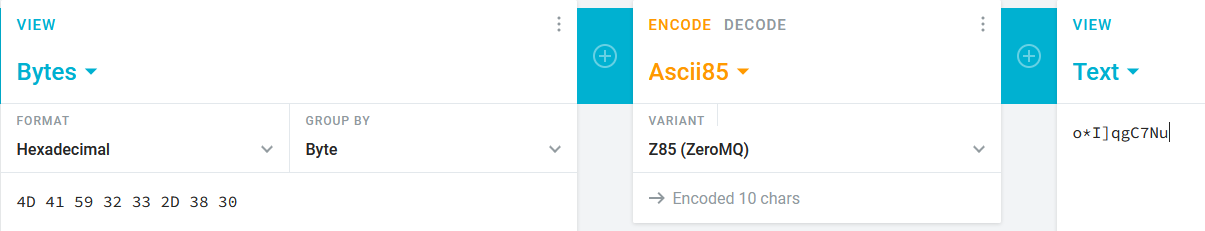 VIEW
Bytes
FORMAT
Hexadecimal
GROUP BY
Byte
4D 41 59 32 33 2D 38 30
ENCODE DECODE
Ascii85
VARIANT
Z85 (ZeroMQ)
→ Encoded 10 chars
VIEW
Text
o*I]qgC7Nu